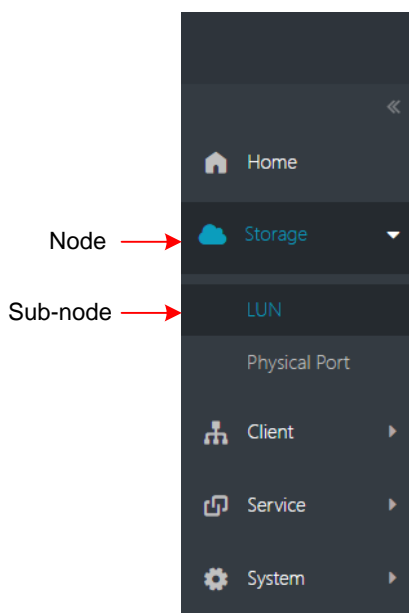 Home
Node
Storage
Sub-node
LUN
Physical Port
Client
Service
System